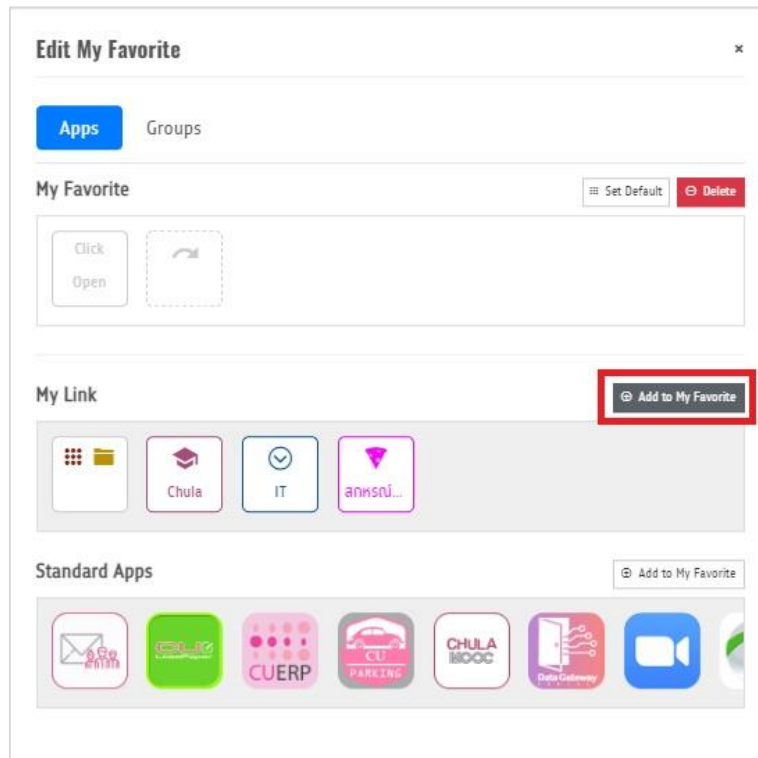 Edit My Favorite ×
Apps Groups
My Favorite Set Default Delete
Click
Open
My Link Add to My Favorite
Chula IT สกหรณ์...
Standard Apps Add to My Favorite
CUERP
CU
PARKING
CHULA
MOOC
Data Gateway